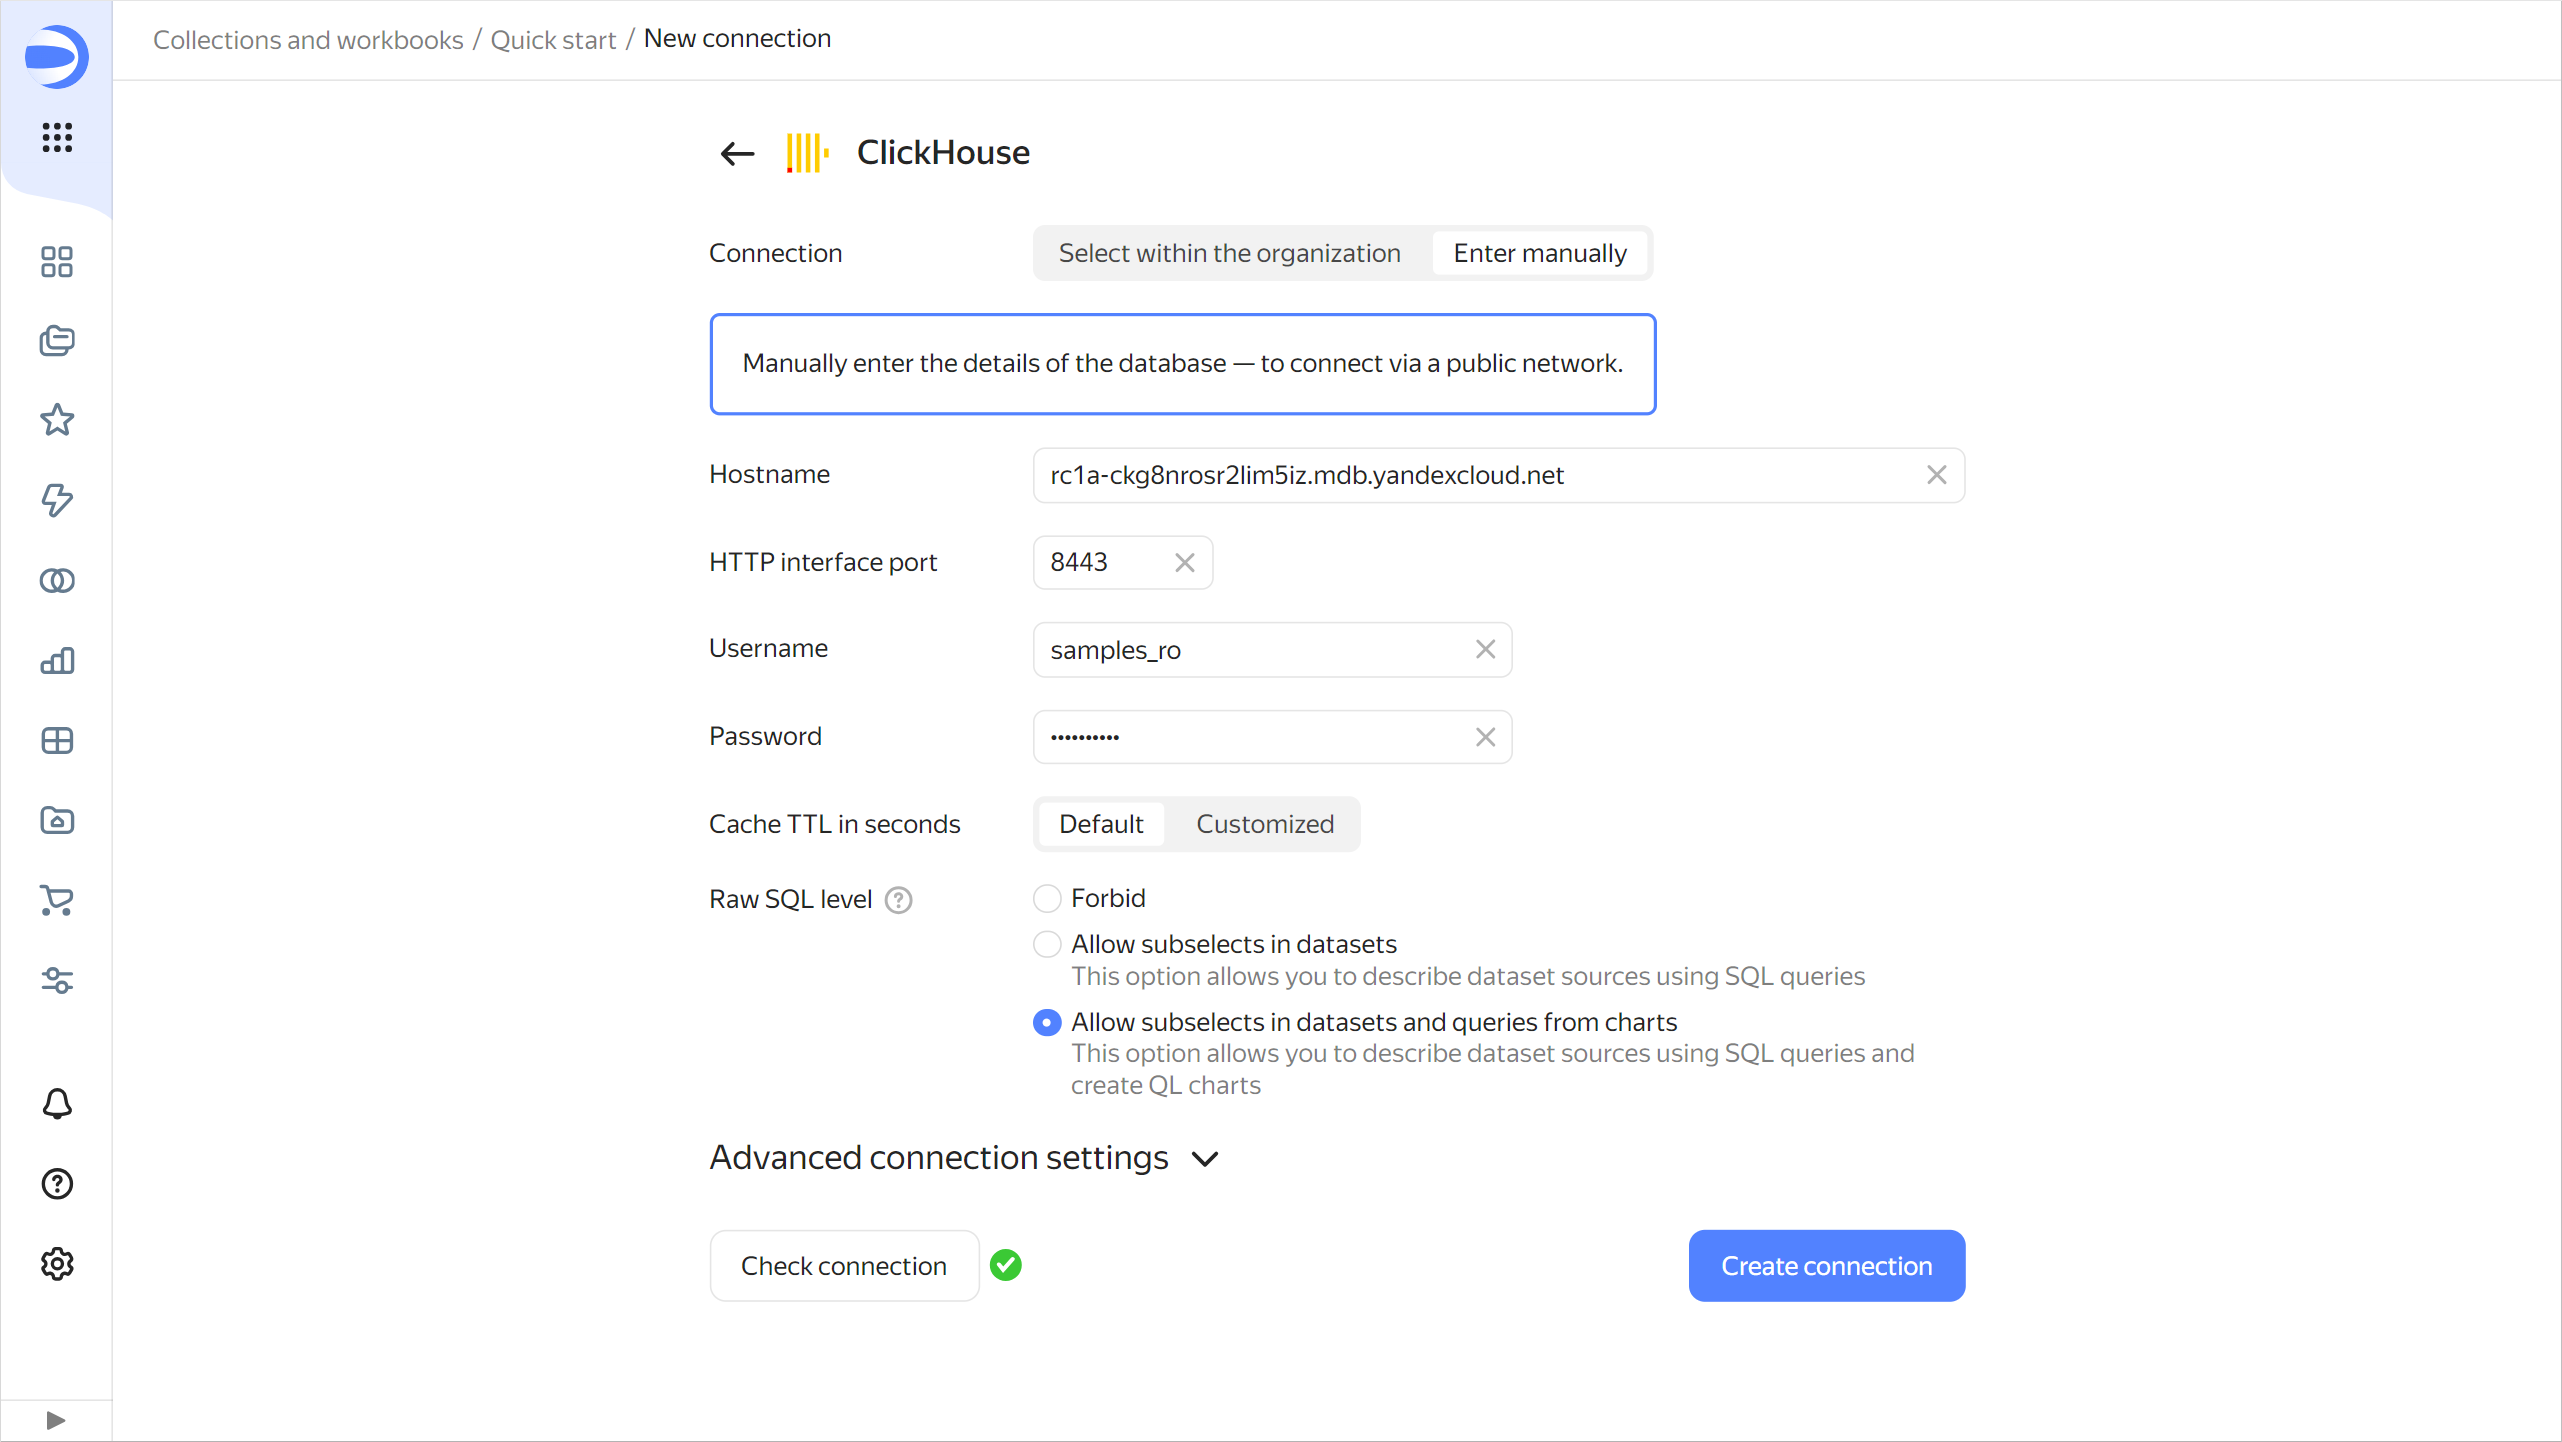 Collections and workbooks / Quick start / New connection
ClickHouse
Connection
Select within the organization
Enter manually
Manually enter the details of the database — to connect via a public network.
Hostname
rc1a-ckg8nrosr2lim5iz.mdb.yandexcloud.net
HTTP interface port
8443
Username
samples_ro
Password
••••••••••
Cache TTL in seconds
Default
Customized
Raw SQL level
Forbid
Allow subselects in datasets
This option allows you to describe dataset sources using SQL queries
Allow subselects in datasets and queries from charts
This option allows you to describe dataset sources using SQL queries and
create QL charts
Advanced connection settings
Check connection
Create connection